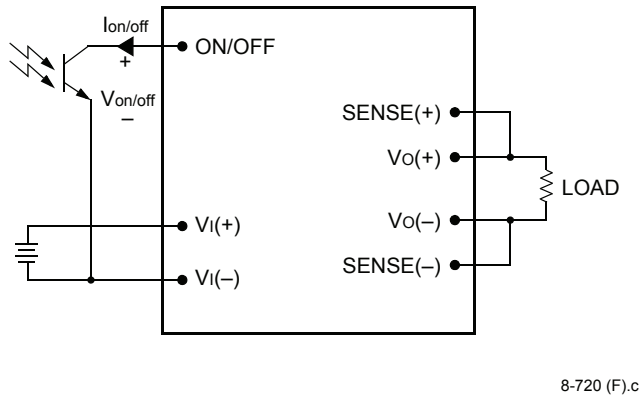 Ion/off
+
ON/OFF
Von/off
–
SENSE(+)
VO(+)
LOAD
VO(–)
SENSE(–)
VI(+)
VI(–)
8-720 (F).c